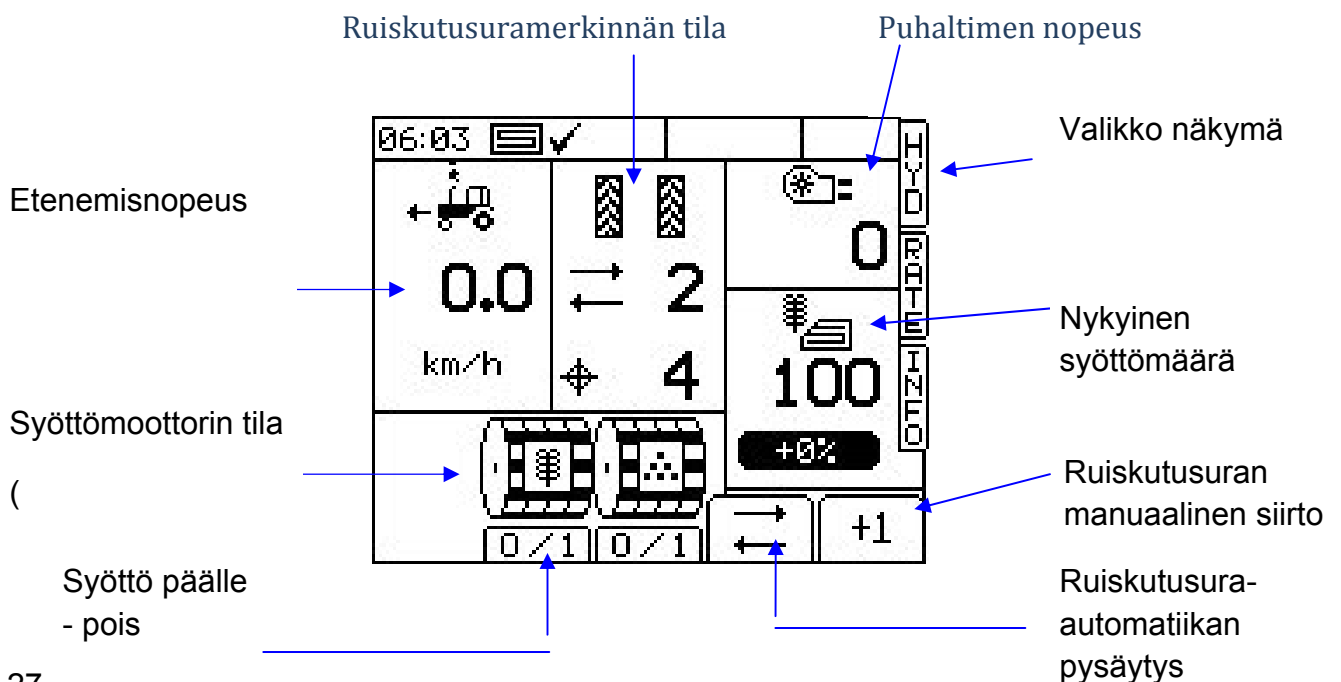 Ruiskutusuramerkinnän tila
Puhaltimen nopeus
Valikko näkymä
Etenemisnopeus
06:03
HYD
0
RATE
0.0
2
km/h
4
100
INFO
+0%
Nykyinen
syöttömäärä
Syöttömoottorin tila
(
Ruiskutusuran
manuaalinen siirto
0/1
0/1
+1
Syöttö päälle
- pois
Ruiskutusura-
automatiikan
pysäytys